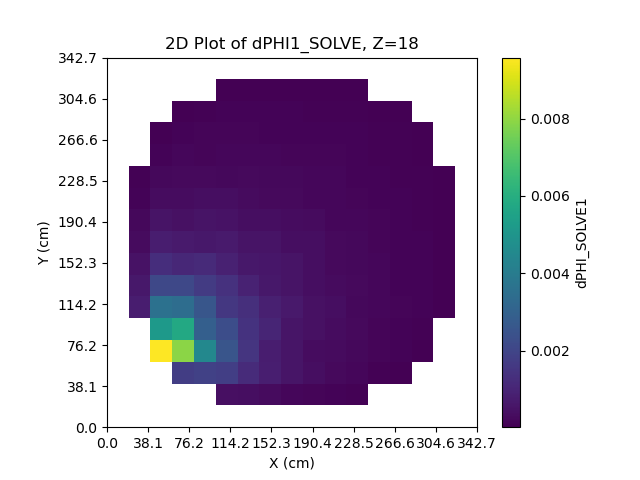 2D Plot of dPHI1_SOLVE, Z=18
342.7
304.6
266.6
228.5
190.4
152.3
114.2
76.2
38.1
0.0
Y (cm)
0.0 38.1 76.2 114.2 152.3 190.4 228.5 266.6 304.6 342.7
X (cm)
0.008
0.006
0.004
0.002
dPHI_SOLVE1